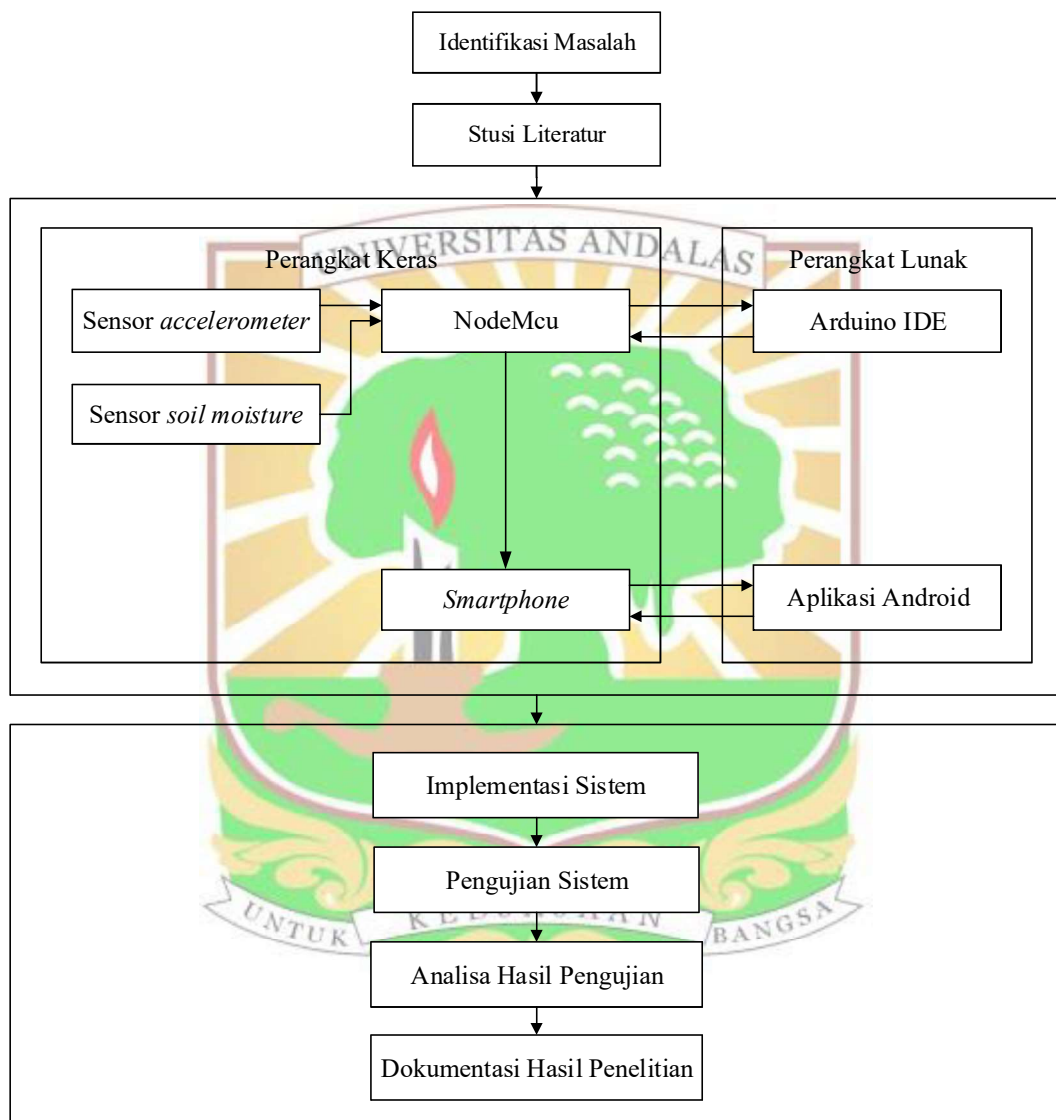 Identifikasi Masalah
Stusi Literatur
UNIVERSITAS ANDALAS
Perangkat Keras
Perangkat Lunak
Sensor accelerometer
NodeMcu
Arduino IDE
Sensor soil moisture
Smartphone
Aplikasi Android
Implementasi Sistem
Pengujian Sistem
UNTUK KEDJAJAAN BANGSA
Analisa Hasil Pengujian
Dokumentasi Hasil Penelitian